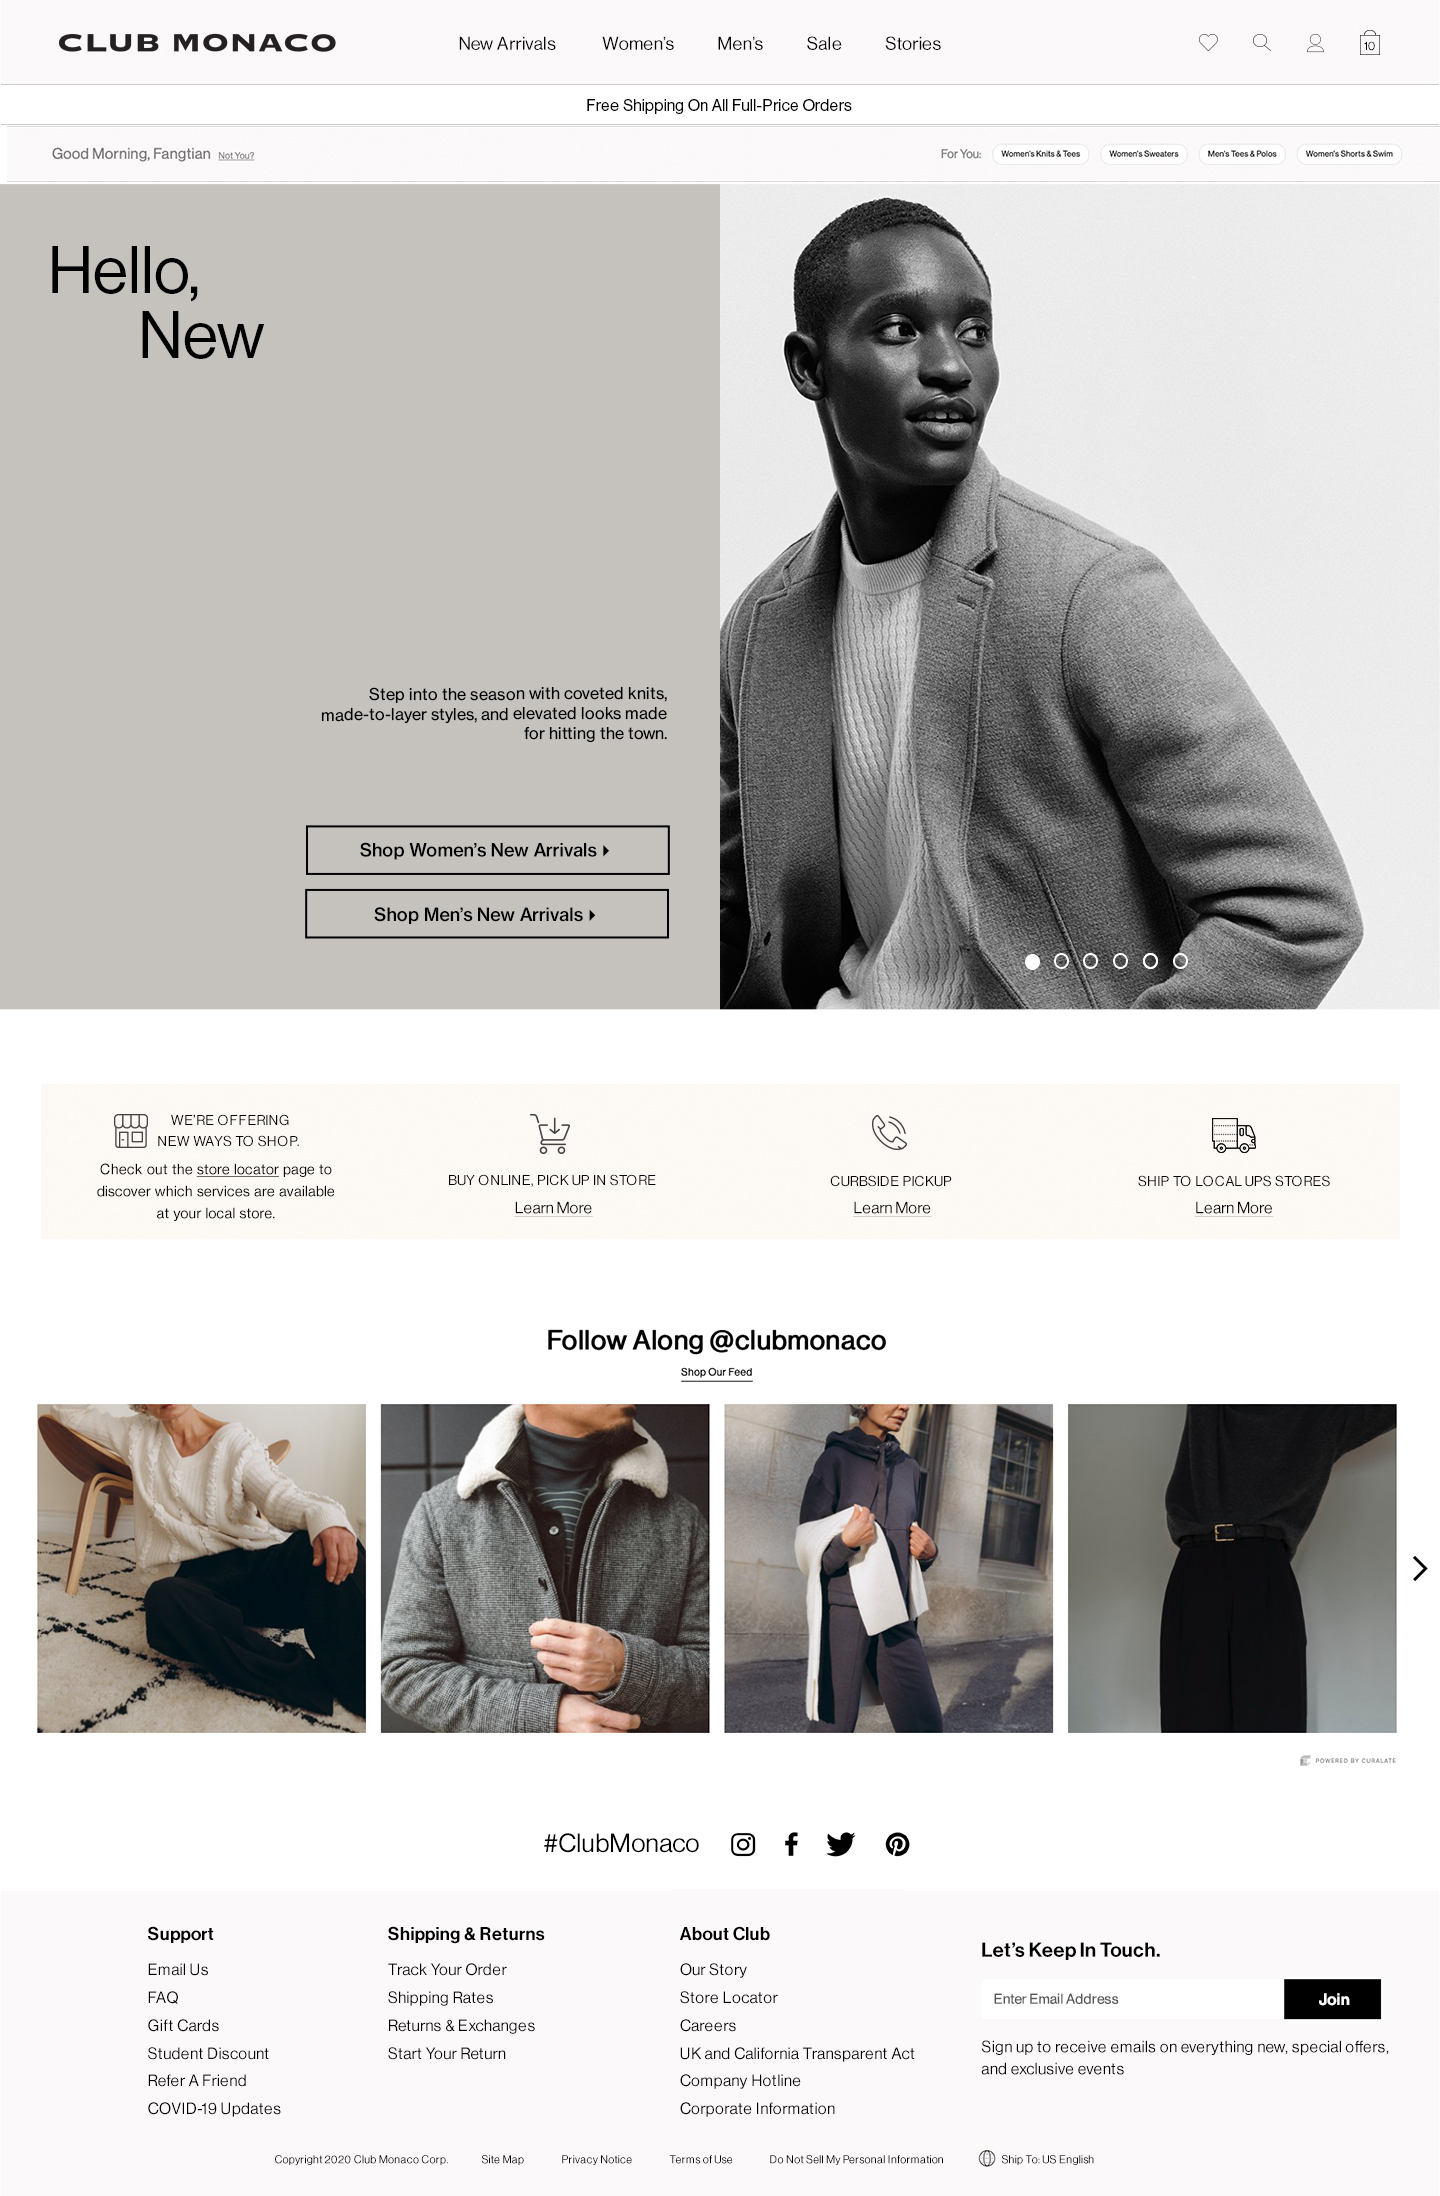 CLUB MONACO
New Arrivals
Women's
Men's
Sale
Stories
10
Free Shipping On All Full-Price Orders
Good Morning, Fangtian Not You?
For You:
Women's Knits & Tees
Women's Sweaters
Men's Tees & Polos
Women's Shorts & Swim
Hello,
New
Step into the season with coveted knits,
made-to-layer styles, and elevated looks made
for hitting the town.
Shop Women's New Arrivals
Shop Men's New Arrivals
WE'RE OFFERING
NEW WAYS TO SHOP.
Check out the store locator page to
discover which services are available
at your local store.
BUY ONLINE, PICK UP IN STORE
Learn More
CURBSIDE PICKUP
Learn More
SHIP TO LOCAL UPS STORES
Learn More
Follow Along @clubmonaco
Shop Our Feed
POWERED BY CURALATE
#ClubMonaco
Support
Email Us
FAQ
Gift Cards
Student Discount
Refer A Friend
COVID-19 Updates
Shipping & Returns
Track Your Order
Shipping Rates
Returns & Exchanges
Start Your Return
About Club
Our Story
Store Locator
Careers
UK and California Transparent Act
Company Hotline
Corporate Information
Let's Keep In Touch.
Enter Email Address
Join
Sign up to receive emails on everything new, special offers,
and exclusive events
Copyright 2020 Club Monaco Corp.
Site Map
Privacy Notice
Terms of Use
Do Not Sell My Personal Information
Ship To: US English